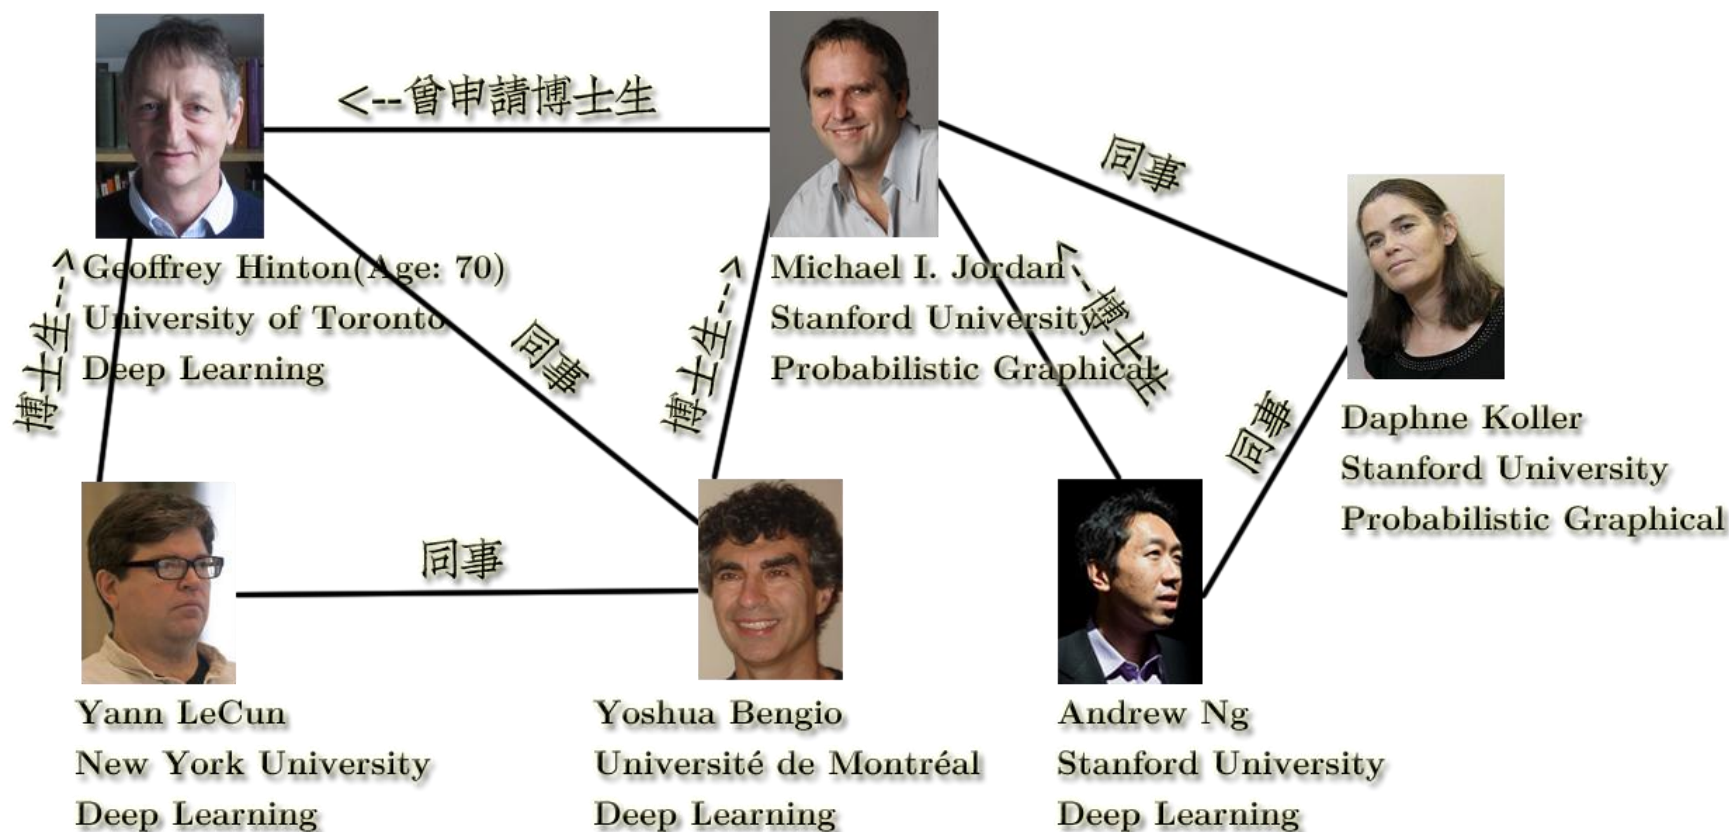 <--曾申請博士生
同事
Geoffrey Hinton(Age: 70)
University of Toronto
Deep Learning
博士生-->
同事
博士生-->
Michael I. Jordan
Stanford University
Probabilistic Graphical
<--博士生
同事
Daphne Koller
Stanford University
Probabilistic Graphical
同事
Yann LeCun
New York University
Deep Learning
Yoshua Bengio
Université de Montréal
Deep Learning
Andrew Ng
Stanford University
Deep Learning